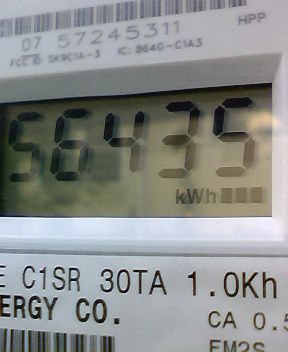 HPP
07 57245311
FCC ID: SK9C1A-3 IC: 864G-C1A3
56435
kWh
E C1SR 30TA 1.0Kh
ERGY CO.
CA 0.5
EM2S